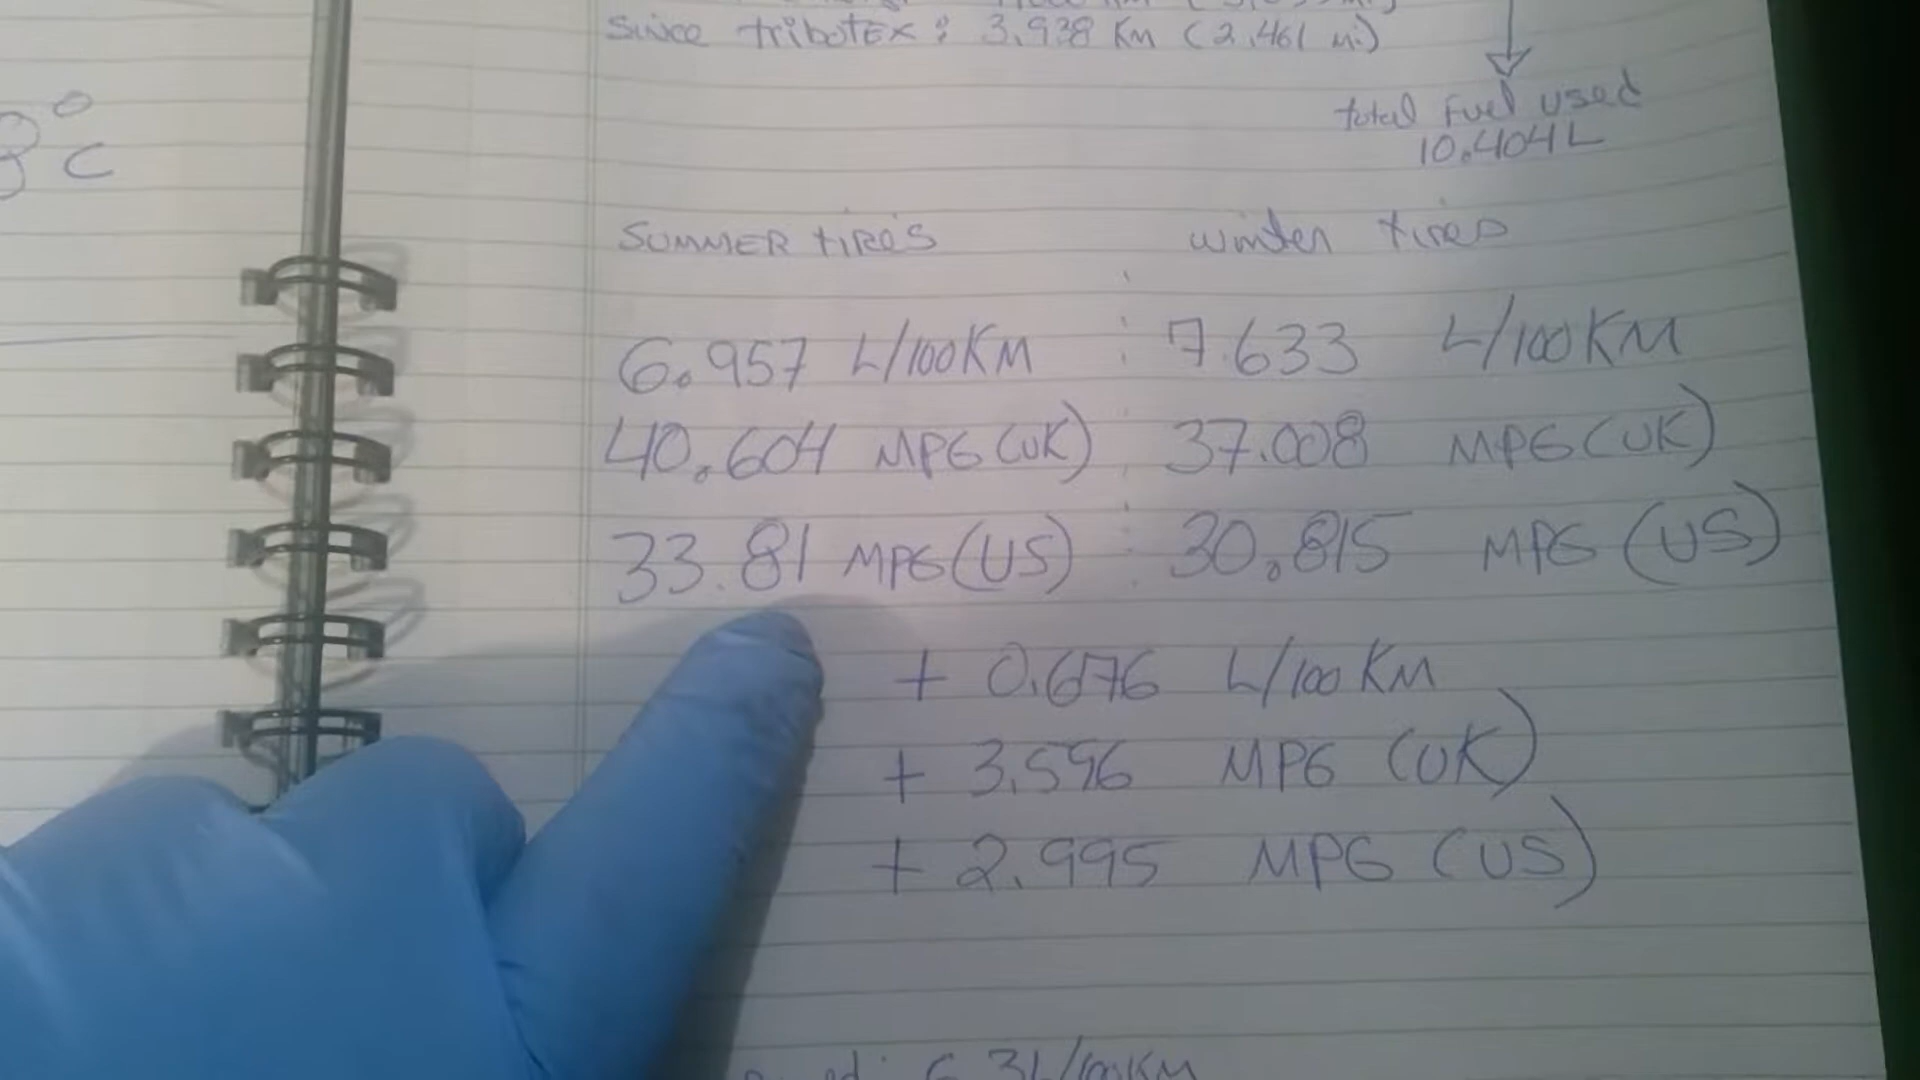 since tribotEX: 3.938 Km (2.461 mi)
total fuel used
10.404L
°C
SUMMER tires winter tires
6.957 L/100KM : 7.633 L/100KM
40.604 MPG (UK) : 37.008 MPG (UK)
33.81 MPG (US) : 30.815 MPG (US)
+ 0.676 L/100 KM
+ 3.596 MPG (UK)
+ 2.995 MPG (US)